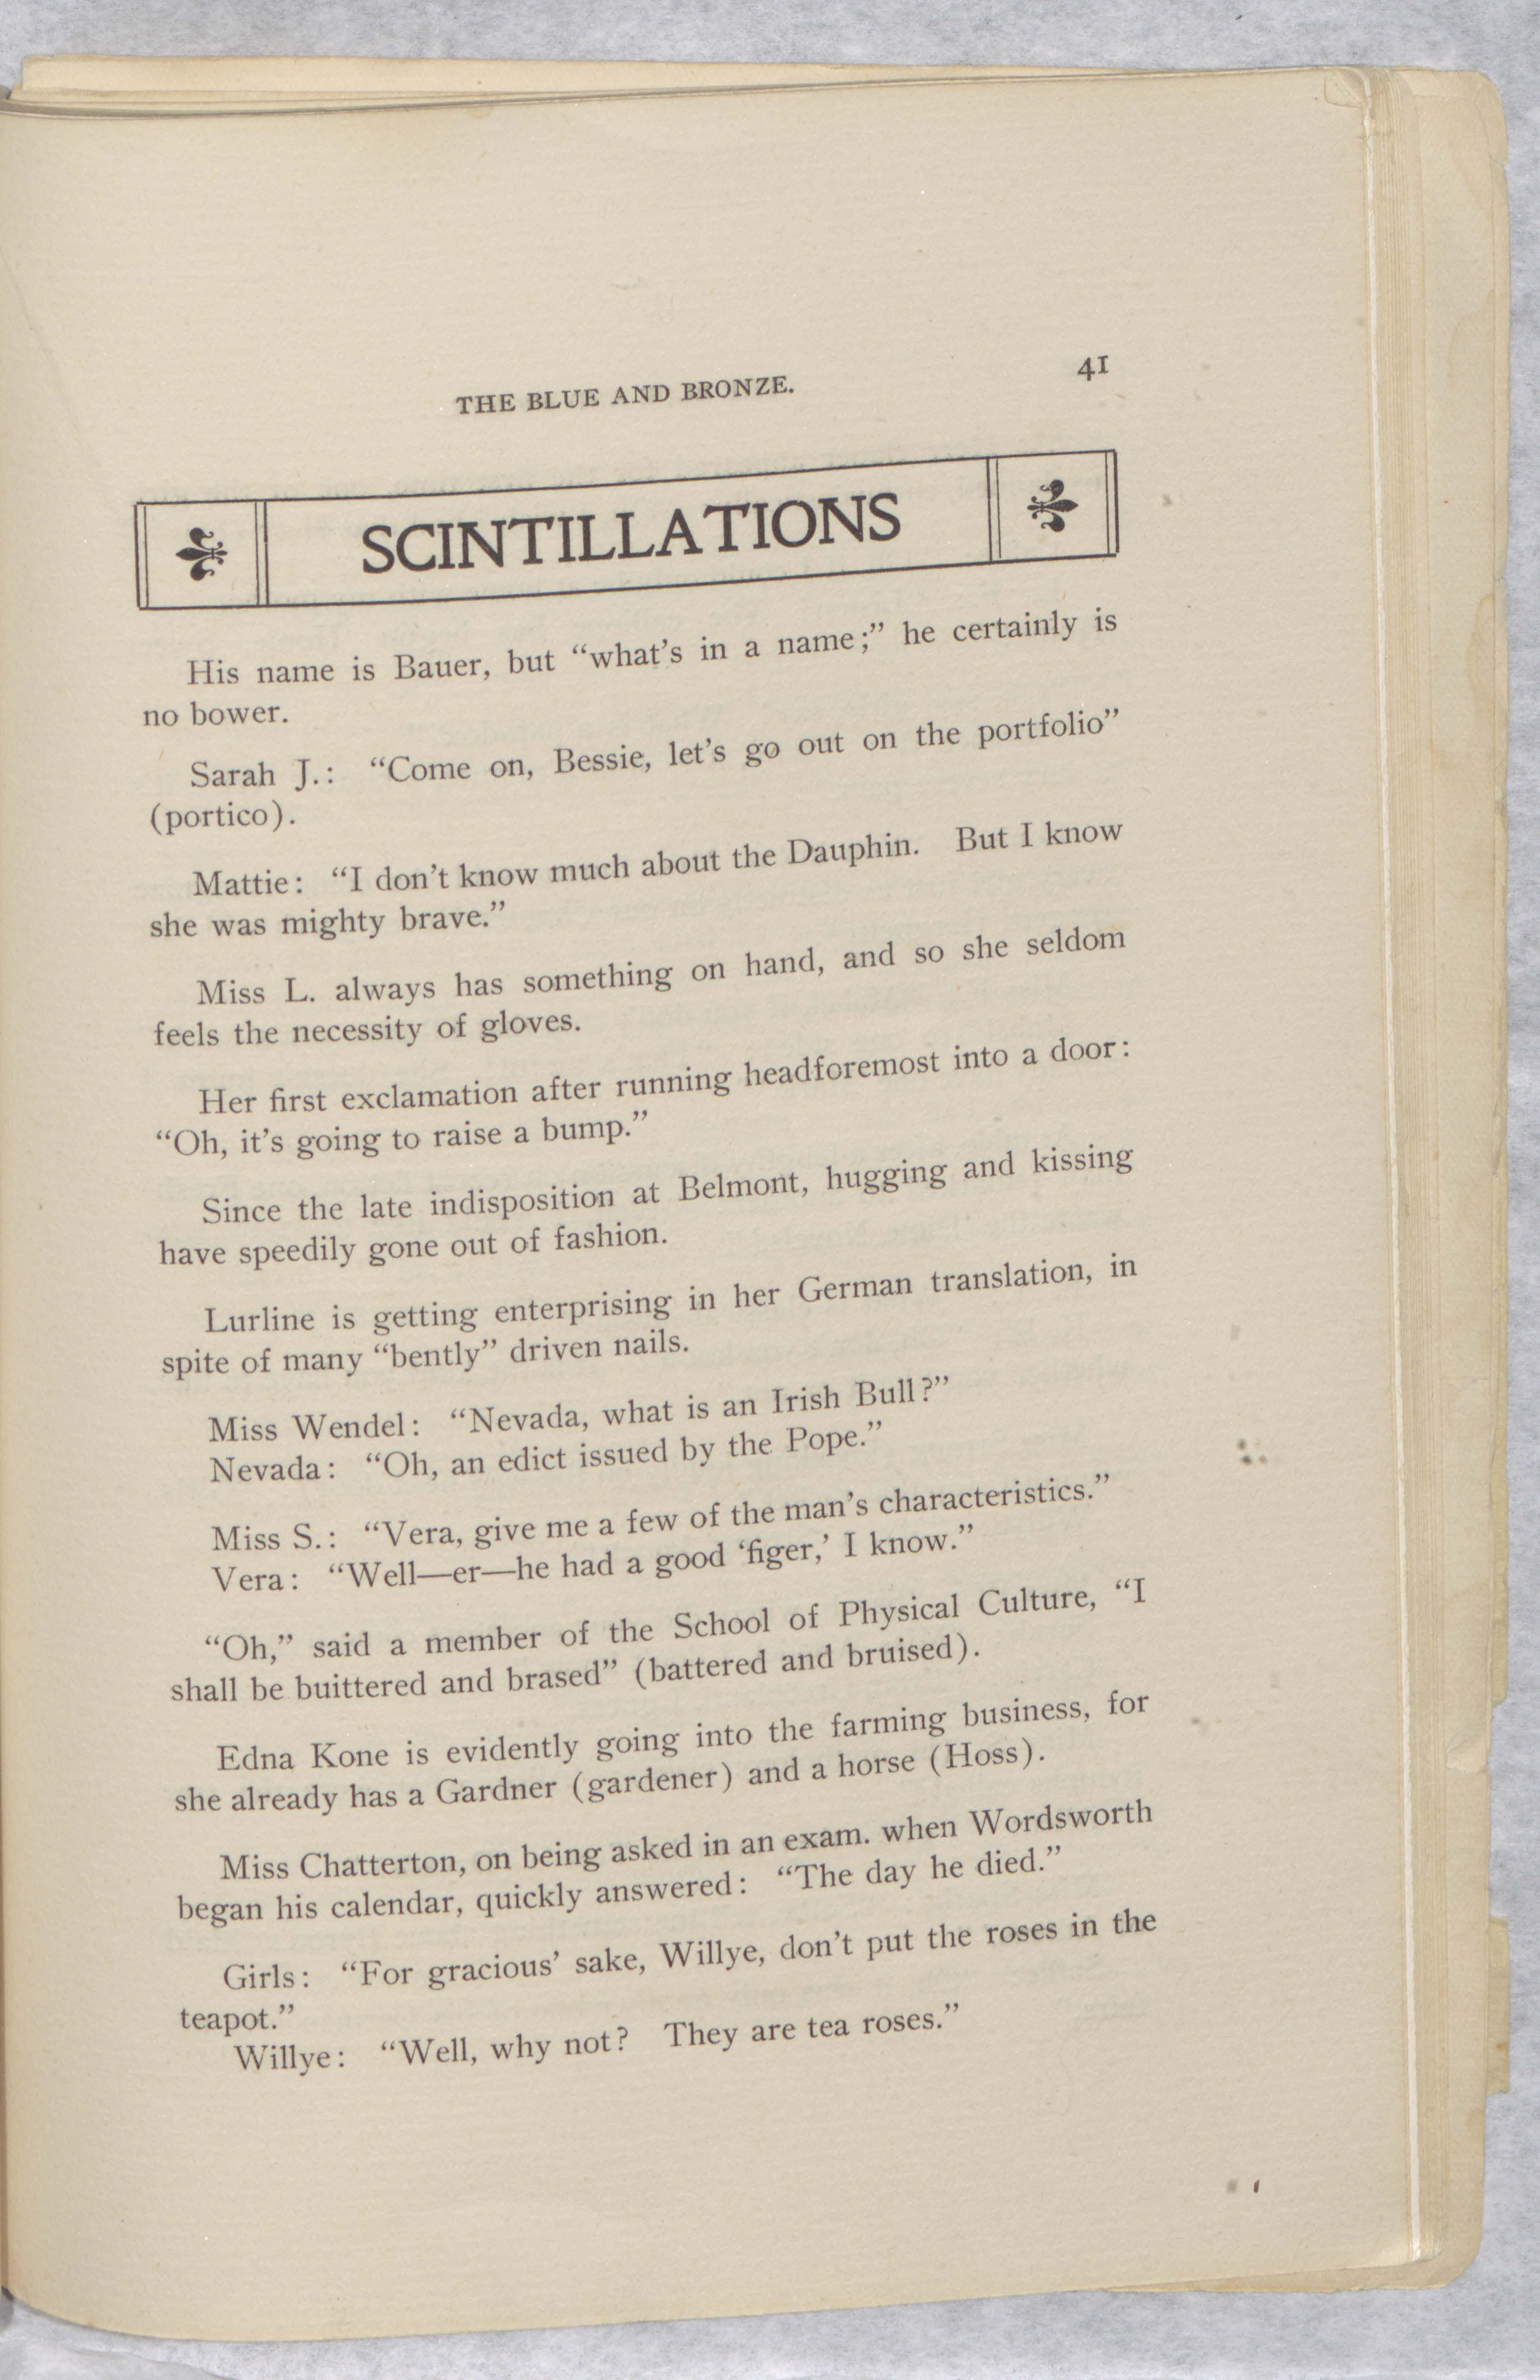 THE BLUE AND BRONZE.
41
SCINTILLATIONS
His name is Bauer, but “what’s in a name;” he certainly is
no bower.
Sarah J.: “Come on, Bessie, let’s go out on the portfolio”
(portico).
Mattie: “I don’t know much about the Dauphin. But I know
she was mighty brave.”
Miss L. always has something on hand, and so she seldom
feels the necessity of gloves.
Her first exclamation after running headforemost into a door:
“Oh, it’s going to raise a bump.”
Since the late indisposition at Belmont, hugging and kissing
have speedily gone out of fashion.
Lurline is getting enterprising in her German translation, in
spite of many “bently” driven nails.
Miss Wendel: “Nevada, what is an Irish Bull?”
Nevada: “Oh, an edict issued by the Pope.”
Miss S.: “Vera, give me a few of the man’s characteristics.”
Vera: “Well—er—he had a good ‘figer,’ I know.”
“Oh,” said a member of the School of Physical Culture, “I
shall be buittered and brased” (battered and bruised).
Edna Kone is evidently going into the farming business, for
she already has a Gardner (gardener) and a horse (Hoss).
Miss Chatterton, on being asked in an exam. when Wordsworth
began his calendar, quickly answered: “The day he died.”
Girls: “For gracious’ sake, Willye, don’t put the roses in the
teapot.”
Willye: “Well, why not? They are tea roses.”